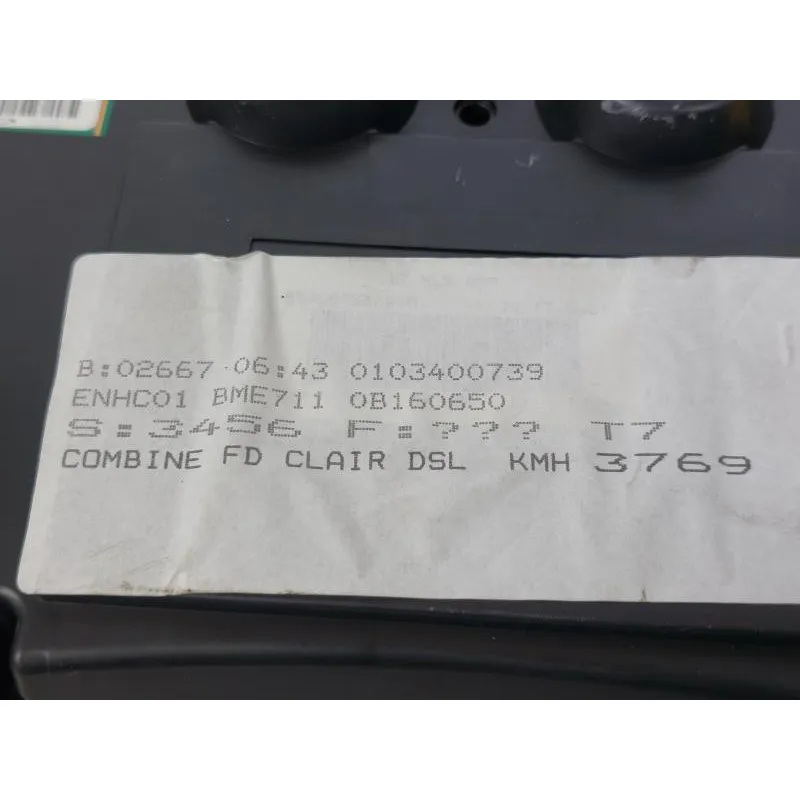 B:02667 06:43 0103400739
ENHC01 BME711 0B160650
S:3456 F:??? T7
COMBINE FD CLAIR DSL KMH 3769